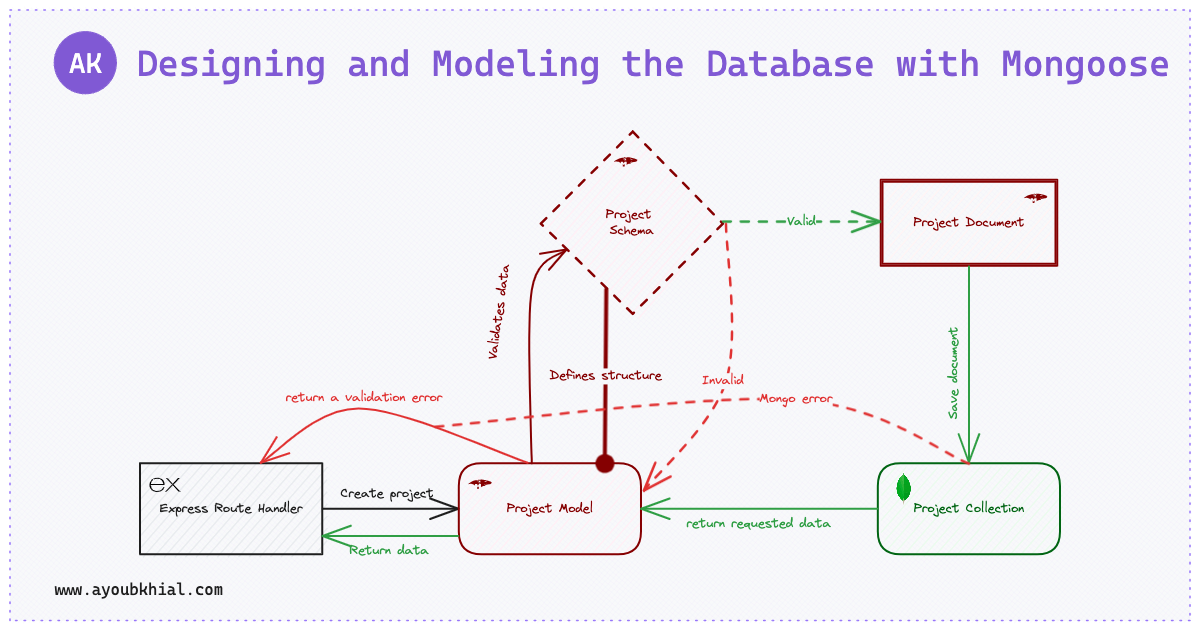 AK
Designing and Modeling the Database with Mongoose
Project
Schema
Valid
Project Document
Validates data
Defines structure
Save document
Invalid
return a validation error
Mongo error
ex
Express Route Handler
Create project
Return data
Project Model
return requested data
Project Collection
www.ayoubkhial.com